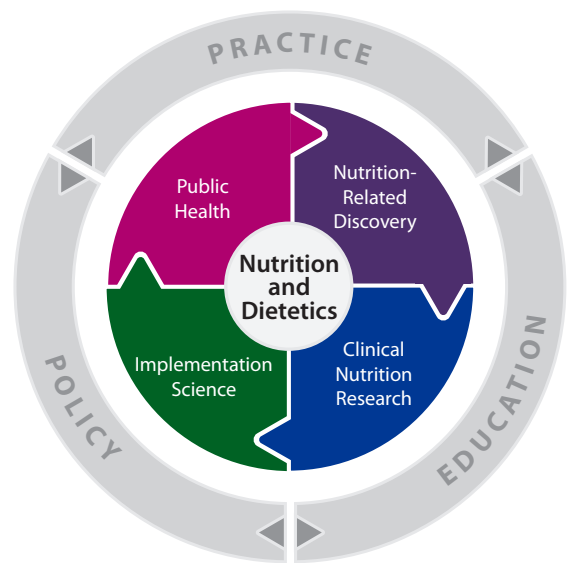 PRACTICE
Public
Health
Nutrition-
Related
Discovery
Nutrition
and
Dietetics
Implementation
Science
Clinical
Nutrition
Research
POLICY
EDUCATION